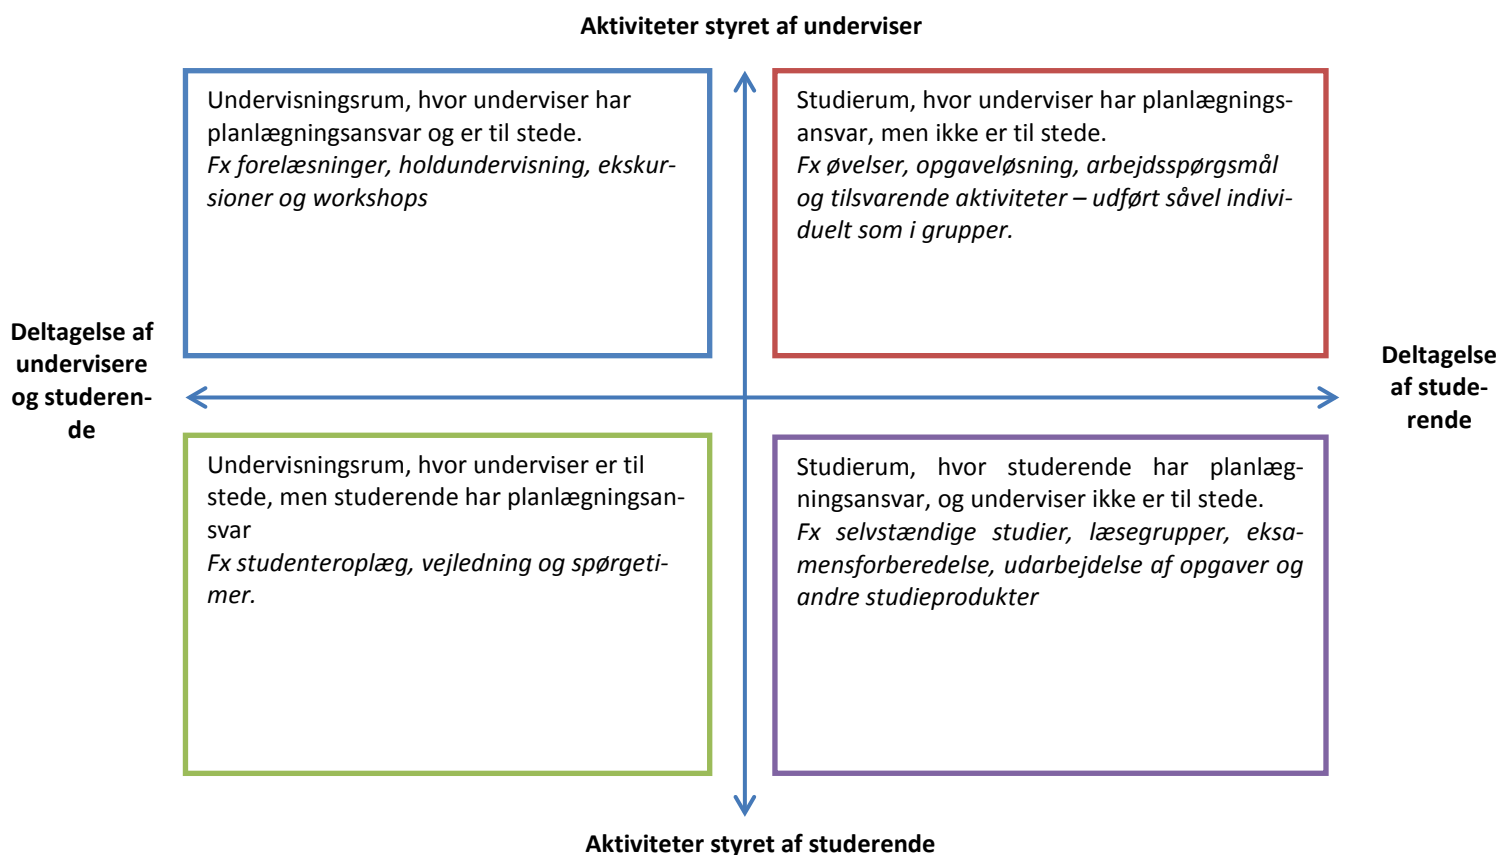 Aktiviteter styret af underviser
Undervisningsrum, hvor underviser har
planlægningsansvar og er til stede.
Fx forelæsninger, holdundervisning, ekskur-
sioner og workshops
Studierum, hvor underviser har planlægnings-
ansvar, men ikke er til stede.
Fx øvelser, opgaveløsning, arbejdsspørgsmål
og tilsvarende aktiviteter – udført såvel indivi-
duelt som i grupper.
Deltagelse af
undervisere
og studeren-
de
Deltagelse
af stude-
rende
Undervisningsrum, hvor underviser er til
stede, men studerende har planlægningsan-
svar
Fx studenteroplæg, vejledning og spørgeti-
mer.
Studierum, hvor studerende har planlæg-
ningsansvar, og underviser ikke er til stede.
Fx selvstændige studier, læsegrupper, eksa-
mensforberedelse, udarbejdelse af opgaver og
andre studieprodukter
Aktiviteter styret af studerende